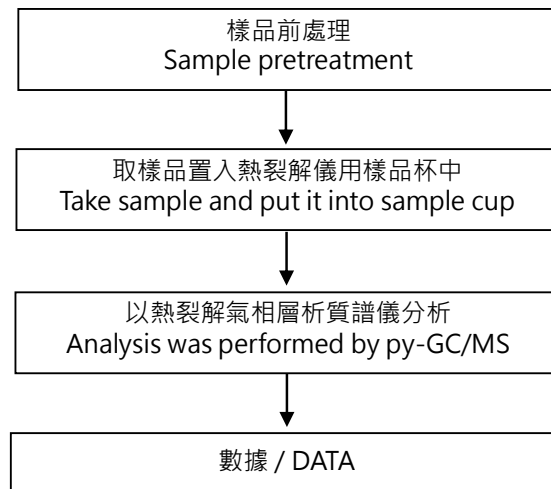 樣品前處理
Sample pretreatment
取樣品置入熱裂解儀用樣品杯中
Take sample and put it into sample cup
以熱裂解氣相層析質譜儀分析
Analysis was performed by py-GC/MS
數據 / DATA